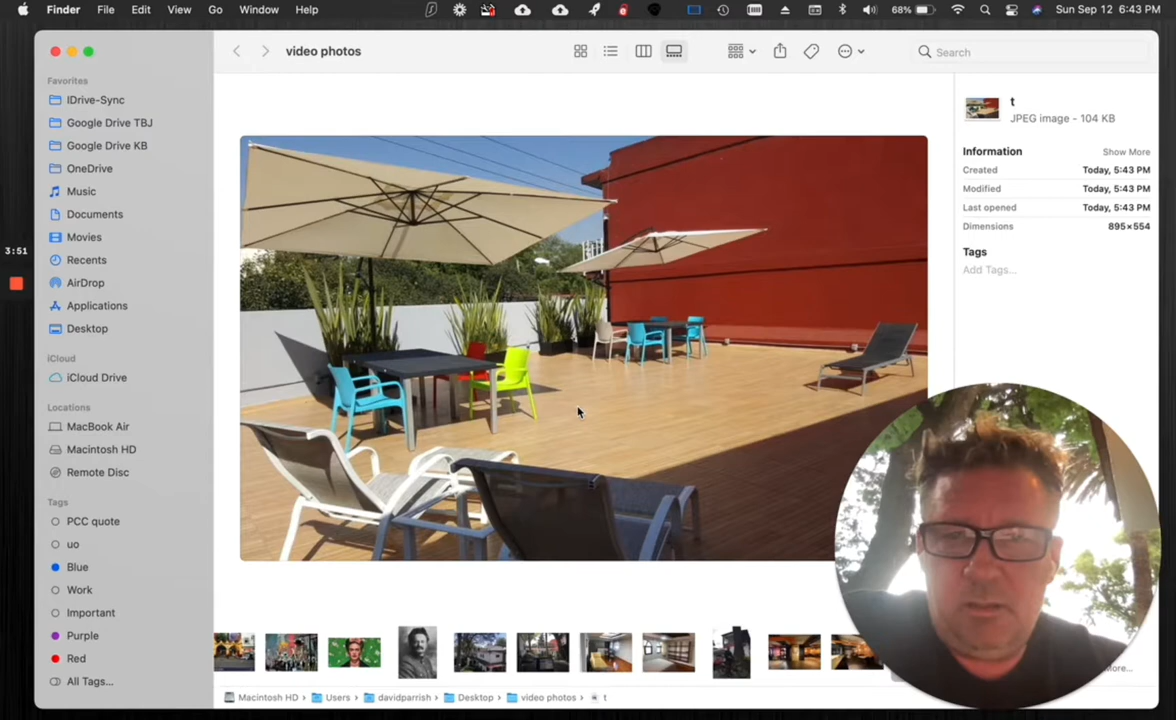 Finder File Edit View Go Window Help 68% Sun Sep 12 6:43 PM
video photos
Search
Favorites
IDrive-Sync
Google Drive TBJ
Google Drive KB
OneDrive
Music
Documents
3:51
Movies
Recents
AirDrop
Applications
Desktop
iCloud
iCloud Drive
Locations
MacBook Air
Macintosh HD
Remote Disc
Tags
PCC quote
uo
Blue
Work
Important
Purple
Red
All Tags...
t
JPEG image - 104 KB
Information Show More
Created Today, 5:43 PM
Modified Today, 5:43 PM
Last opened Today, 5:43 PM
Dimensions 895×554
Tags
Add Tags...
Macintosh HD › Users › davidparrish › Desktop › video photos › t